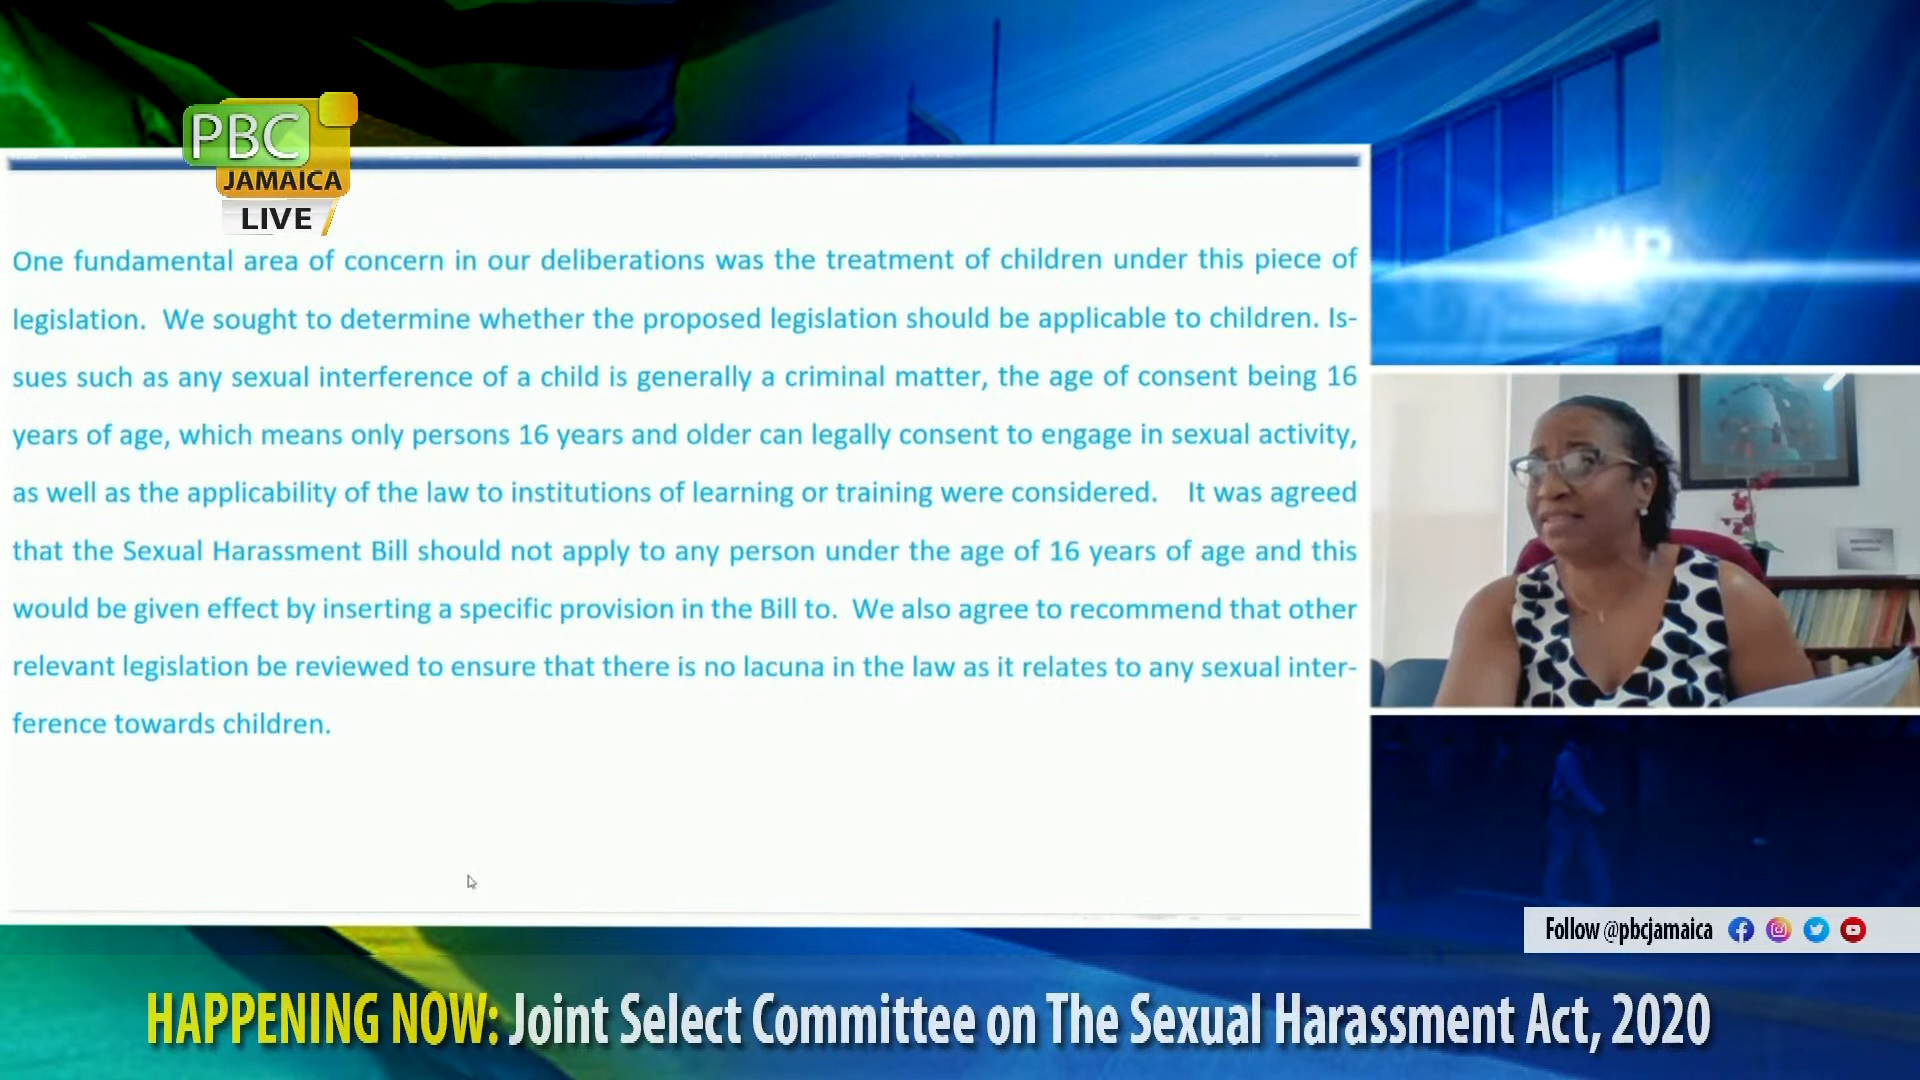 PBC
JAMAICA
LIVE
One fundamental area of concern in our deliberations was the treatment of children under this piece of
legislation. We sought to determine whether the proposed legislation should be applicable to children. Is-
sues such as any sexual interference of a child is generally a criminal matter, the age of consent being 16
years of age, which means only persons 16 years and older can legally consent to engage in sexual activity,
as well as the applicability of the law to institutions of learning or training were considered. It was agreed
that the Sexual Harassment Bill should not apply to any person under the age of 16 years of age and this
would be given effect by inserting a specific provision in the Bill to. We also agree to recommend that other
relevant legislation be reviewed to ensure that there is no lacuna in the law as it relates to any sexual inter-
ference towards children.
Follow @pbcjamaica
HAPPENING NOW: Joint Select Committee on The Sexual Harassment Act, 2020